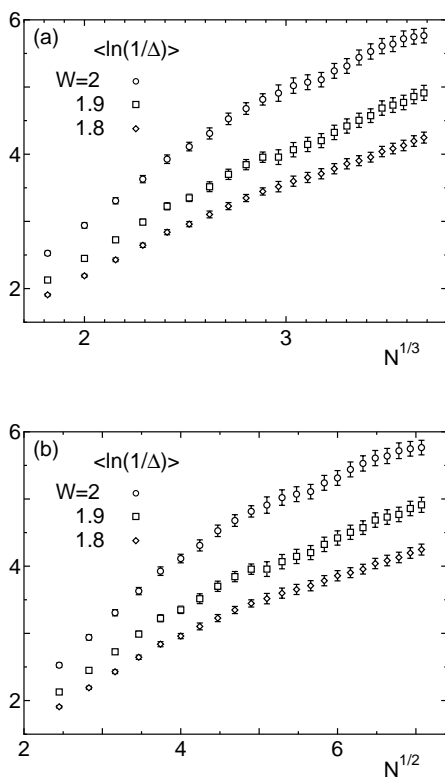 (a)
<ln(1/Δ)>
W=2
1.9
1.8
6
4
2
2
3
N^{1/3}
(b)
<ln(1/Δ)>
W=2
1.9
1.8
6
4
2
2
4
6
N^{1/2}